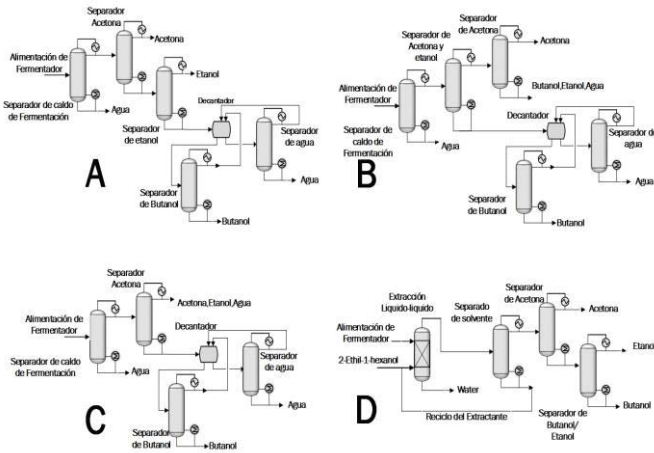 Separador
Acetona
Acetona
Alimentación de
Fermentador
Etanol
Separador de caldo
de Fermentación
Agua
Separador
de etanol
Decantador
Separador
de agua
Agua
Separador
de Butanol
Butanol
A
Separador de
Acetona y
etanol
Separador
de Acetona
Acetona
Butanol,Etanol,Agua
Alimentación de
Fermentador
Decantador
Separador
de caldo de
Fermentación
Agua
Separador de
agua
Agua
Separador
de Butanol
Butanol
B
Separador
Acetona
Acetona,Etanol,Agua
Alimentación de
Fermentador
Decantador
Separador de caldo
de Fermentación
Agua
Separador
de agua
Agua
Separador
de Butanol
Butanol
C
Extracción
Liquido-liquido
Separado
de solvente
Separador
de Acetona
Acetona
Alimentación de
Fermentador
2-Ethil-1-hexanol
Water
Reciclo del Extractante
Etano
Separador de
Butanol/
Etanol
Butanol
D